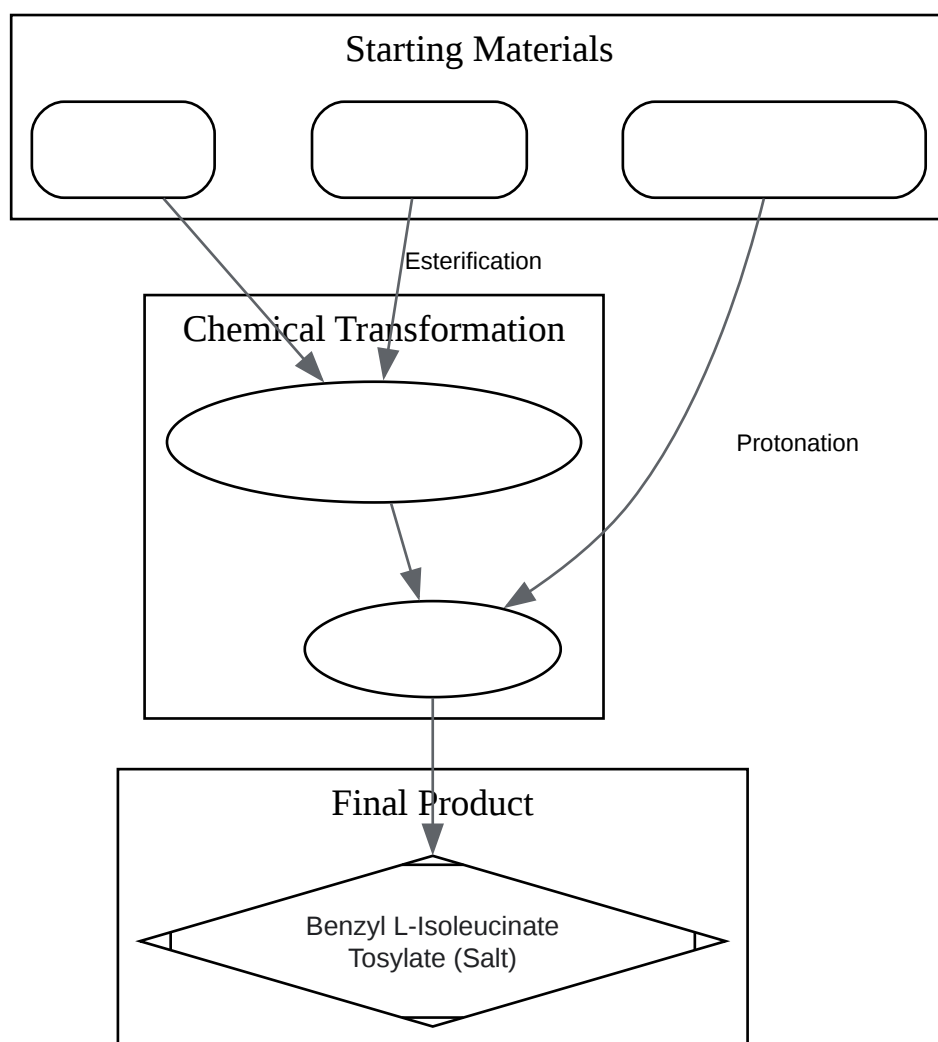 Starting Materials
Esterification
Chemical Transformation
Protonation
Final Product
Benzyl L-Isoleucinate
Tosylate (Salt)